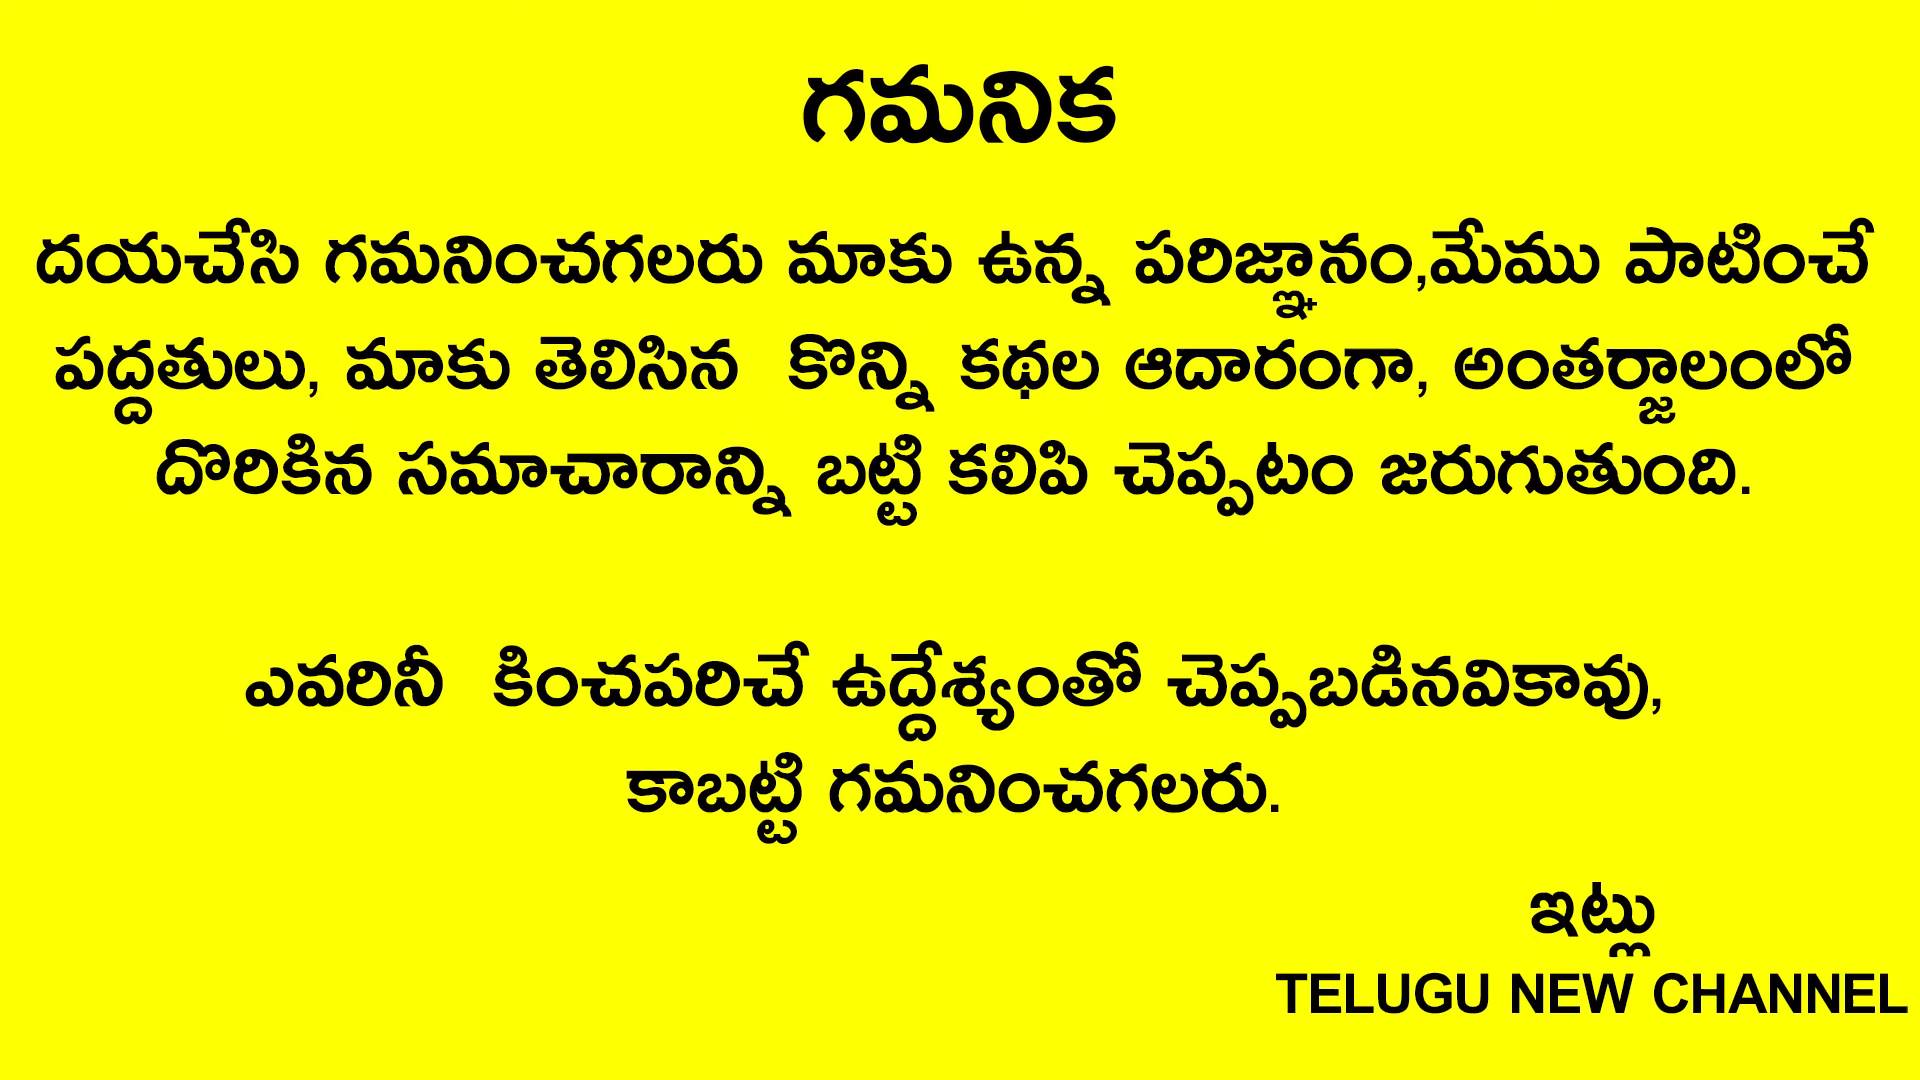 గమనిక
దయచేసి గమనించగలరు మాకు ఉన్న పరిజ్ఞానం,మేము పాటించే
పద్దతులు, మాకు తెలిసిన కొన్ని కథల ఆదారంగా, అంతర్జాలంలో
దొరికిన సమాచారాన్ని బట్టి కలిపి చెప్పటం జరుగుతుంది.
ఎవరినీ కించపరిచే ఉద్దేశ్యంతో చెప్పబడినవికావు,
కాబట్టి గమనించగలరు.
ఇట్లు
TELUGU NEW CHANNEL